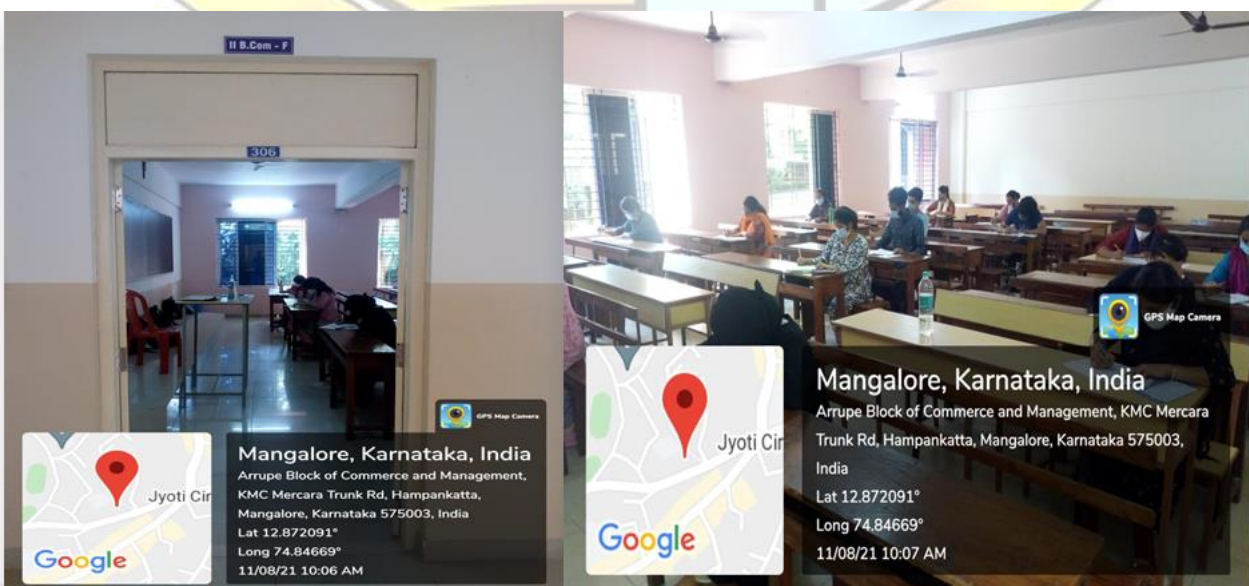 II B.Com - F
306
GPS Map Camera
Jyoti Cir
Google
Mangalore, Karnataka, India
Arrupe Block of Commerce and Management,
KMC Mercara Trunk Rd, Hampankatta,
Mangalore, Karnataka 575003, India
Lat 12.872091°
Long 74.84669°
11/08/21 10:06 AM
GPS Map Camera
Jyoti Cir
Google
Mangalore, Karnataka, India
Arrupe Block of Commerce and Management, KMC Mercara
Trunk Rd, Hampankatta, Mangalore, Karnataka 575003,
India
Lat 12.872091°
Long 74.84669°
11/08/21 10:07 AM